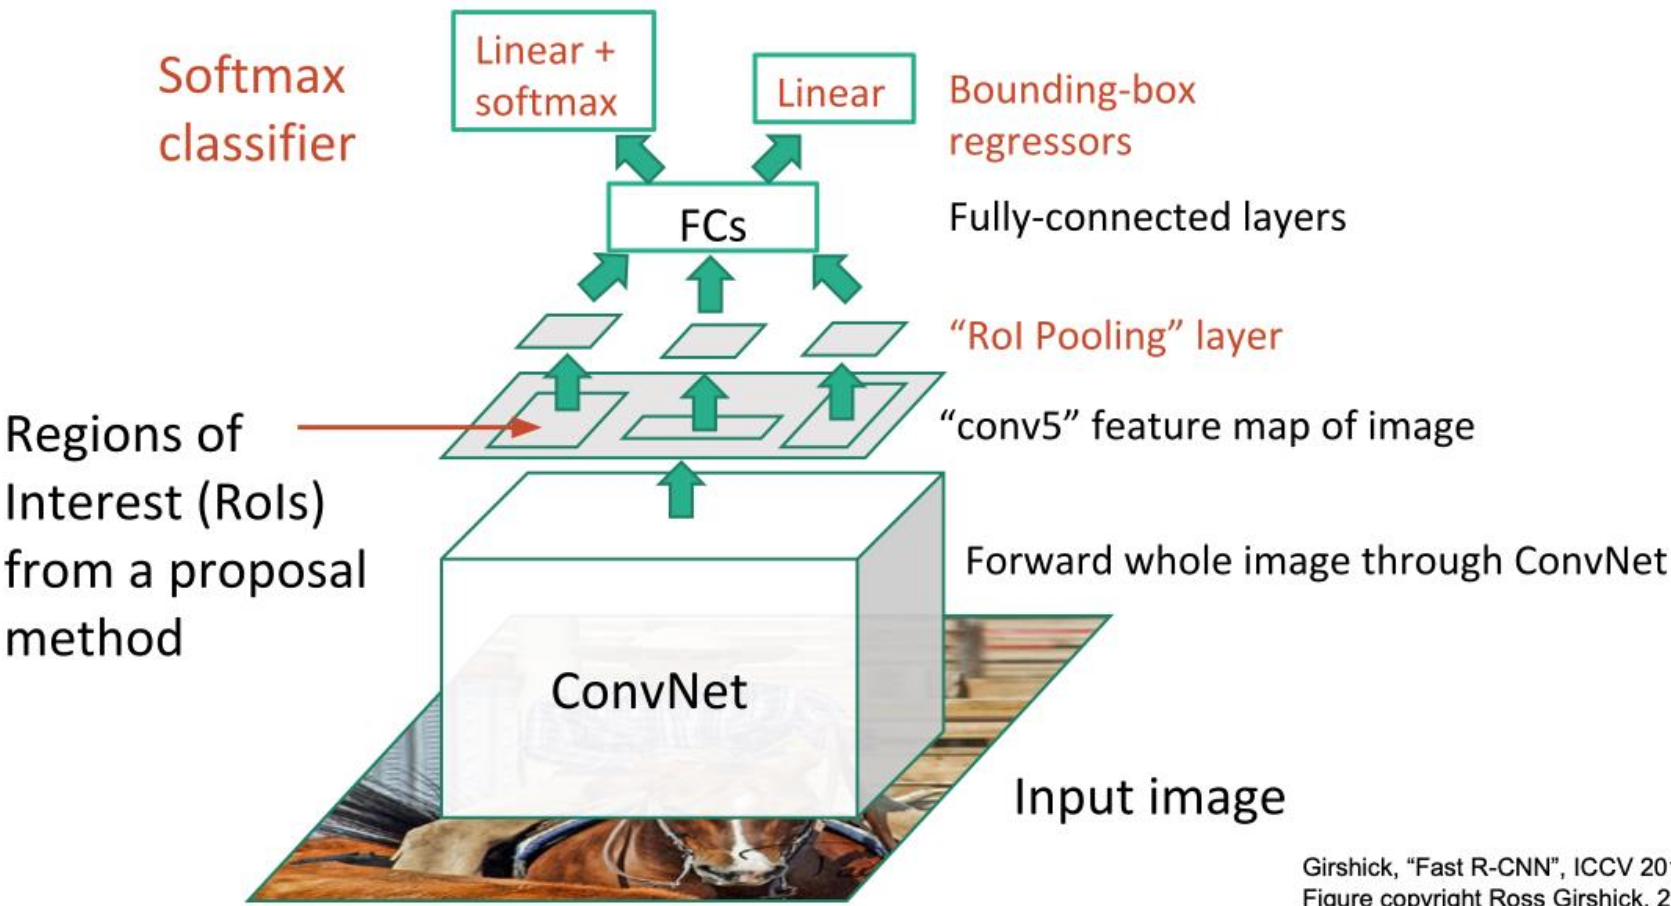 Softmax
classifier
Linear +
softmax
Linear
Bounding-box
regressors
FCs
Fully-connected layers
“RoI Pooling” layer
Regions of
Interest (RoIs)
from a proposal
method
“conv5” feature map of image
Forward whole image through ConvNet
ConvNet
Input image
Girshick, “Fast R-CNN”, ICCV 20
Figure copyright Ross Girshick, 2